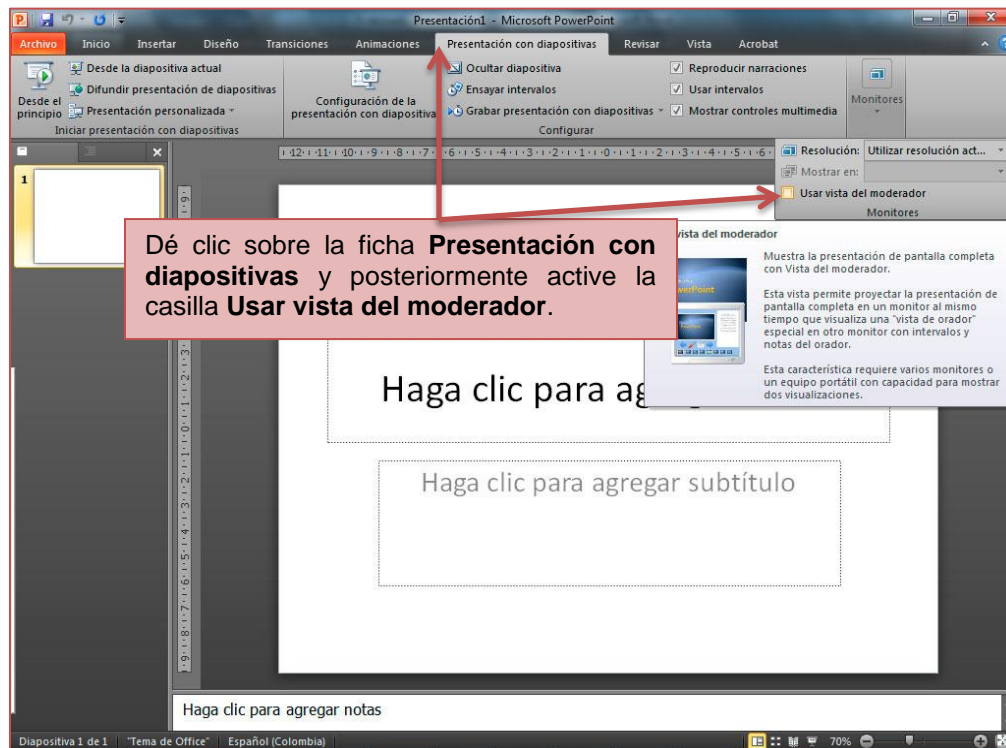 Presentación1 - Microsoft PowerPoint
Archivo Inicio Insertar Diseño Transiciones Animaciones Presentación con diapositivas Revisar Vista Acrobat
Desde el principio
Desde la diapositiva actual
Difundir presentación de diapositivas
Presentación personalizada
Iniciar presentación con diapositivas
Configuración de la
presentación con diapositiva
Ocultar diapositiva
Ensayar intervalos
Grabar presentación con diapositivas
Reproducir narraciones
Usar intervalos
Mostrar controles multimedia
Configurar
Monitores
Resolución: Utilizar resolución act...
Mostrar en:
Usar vista del moderador
Monitores
1
Dé clic sobre la ficha Presentación con
diapositivas y posteriormente active la
casilla Usar vista del moderador.
vista del moderador
Muestra la presentación de pantalla completa
con Vista del moderador.
Esta vista permite proyectar la presentación de
pantalla completa en un monitor al mismo
tiempo que visualiza una "vista de orador"
especial en otro monitor con intervalos y
notas del orador.
Esta característica requiere varios monitores o
un equipo portátil con capacidad para mostrar
dos visualizaciones.
Haga clic para ag
Haga clic para agregar subtítulo
Haga clic para agregar notas
Diapositiva 1 de 1 "Tema de Office" Español (Colombia) 70%